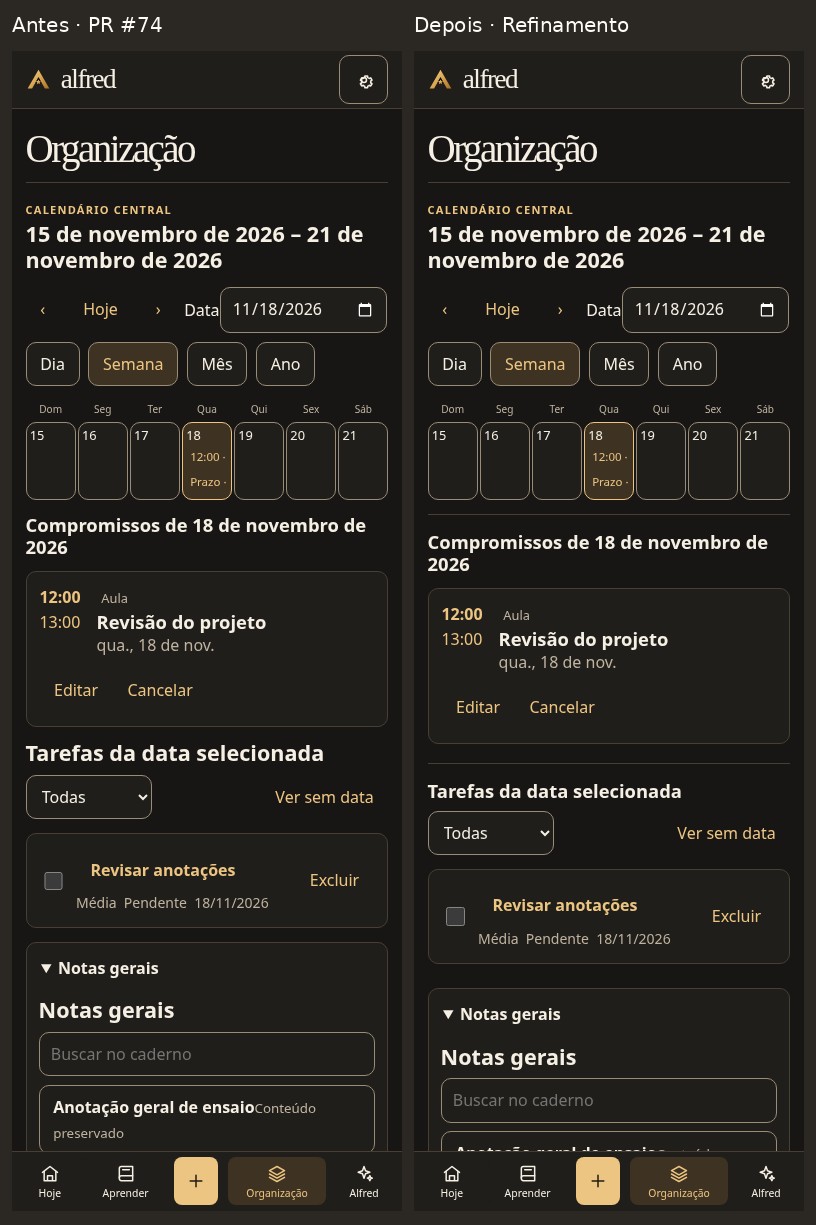 Antes · PR #74
alfred
Organização
CALENDÁRIO CENTRAL
15 de novembro de 2026 – 21 de
novembro de 2026
‹ Hoje › Data 11/18/2026
Dia Semana Mês Ano
Dom Seg Ter Qua Qui Sex Sáb
15 16 17 18 19 20 21
12:00 ·
Prazo ·
Compromissos de 18 de novembro de
2026
12:00 Aula
13:00 Revisão do projeto
qua., 18 de nov.
Editar Cancelar
Tarefas da data selecionada
Todas Ver sem data
Revisar anotações Excluir
Média Pendente 18/11/2026
▼ Notas gerais
Notas gerais
Buscar no caderno
Anotação geral de ensaioConteúdo
preservado
Hoje Aprender + Organização Alfred
Depois · Refinamento
alfred
Organização
CALENDÁRIO CENTRAL
15 de novembro de 2026 – 21 de
novembro de 2026
‹ Hoje › Data 11/18/2026
Dia Semana Mês Ano
Dom Seg Ter Qua Qui Sex Sáb
15 16 17 18 19 20 21
12:00 ·
Prazo ·
Compromissos de 18 de novembro de
2026
12:00 Aula
13:00 Revisão do projeto
qua., 18 de nov.
Editar Cancelar
Tarefas da data selecionada
Todas Ver sem data
Revisar anotações Excluir
Média Pendente 18/11/2026
▼ Notas gerais
Notas gerais
Buscar no caderno
Hoje Aprender + Organização Alfred